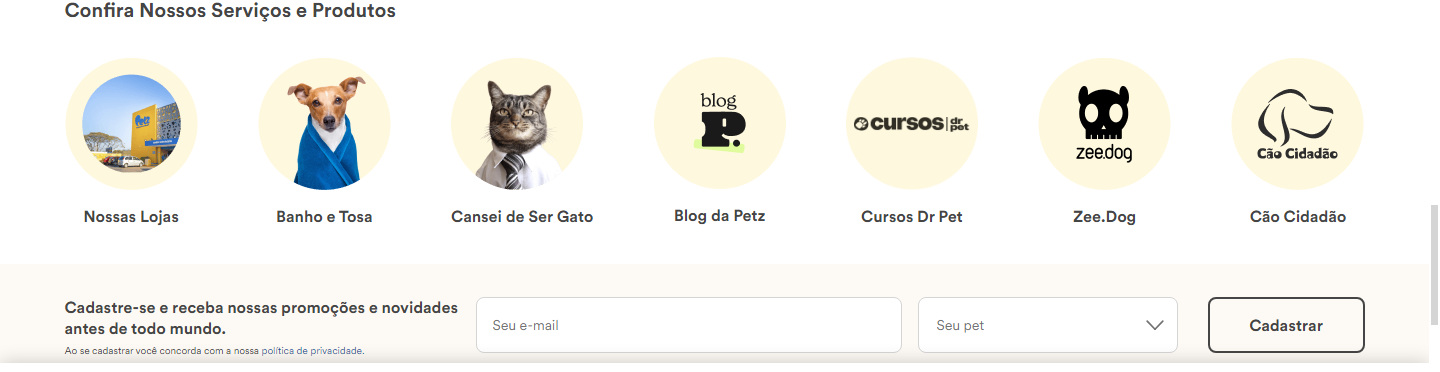 Confira Nossos Serviços e Produtos
Petz
blog
P.
cursos dr pet
zee.dog
Cão Cidadão
Nossas Lojas
Banho e Tosa
Cansei de Ser Gato
Blog da Petz
Cursos Dr Pet
Zee.Dog
Cão Cidadão
Cadastre-se e receba nossas promoções e novidades
antes de todo mundo.
Ao se cadastrar você concorda com a nossa política de privacidade.
Seu e-mail
Seu pet
Cadastrar